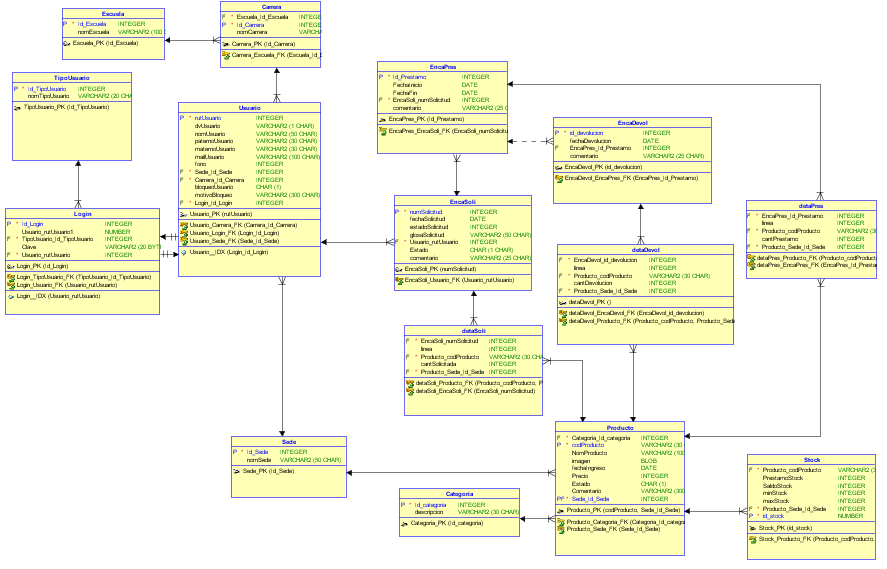 Escuela
P * Id_Escuela INTEGER
nomEscuela VARCHAR2 (100
Escuela_PK (Id_Escuela)
Carrera
F * Escuela_Id_Escuela INTEGE
P * Id_Carrera INTEGE
nomCarrera VARCHA
Carrera_PK (Id_Carrera)
Carrera_Escuela_FK (Escuela_Id_E
TipoUsuario
P * Id_TipoUsuario INTEGER
nomTipoUsuario VARCHAR2 (20 CHA
TipoUsuario_PK (Id_TipoUsuario)
Usuario
P * rutUsuario INTEGER
dvUsuario VARCHAR2 (1 CHAR)
nomUsuario VARCHAR2 (50 CHAR)
paternoUsuario VARCHAR2 (30 CHAR)
maternoUsuario VARCHAR2 (30 CHAR)
mailUsuario VARCHAR2 (100 CHAR)
fono INTEGER
F * Sede_Id_Sede INTEGER
F * Carrera_Id_Carrera INTEGER
bloqueoUsuario CHAR (1)
motivoBloqueo VARCHAR2 (300 CHAR)
F * Login_Id_Login INTEGER
Usuario_PK (rutUsuario)
Usuario_Carrera_FK (Carrera_Id_Carrera)
Usuario_Login_FK (Login_Id_Login)
Usuario_Sede_FK (Sede_Id_Sede)
Usuario__IDX (Login_Id_Login)
Login
P * Id_Login INTEGER
Usuario_rutUsuario1 NUMBER
F * TipoUsuario_Id_TipoUsuario INTEGER
Clave VARCHAR2 (20 BYT
F * Usuario_rutUsuario INTEGER
Login_PK (Id_Login)
Login_TipoUsuario_FK (TipoUsuario_Id_TipoUsuario)
Login_Usuario_FK (Usuario_rutUsuario)
Login__IDX (Usuario_rutUsuario)
EncaPres
P * Id_Prestamo INTEGER
FechaInicio DATE
FechaFin DATE
F * EncaSoli_numSolicitud INTEGER
comentario VARCHAR2 (25 C
EncaPres_PK (Id_Prestamo)
EncaPres_EncaSoli_FK (EncaSoli_numSolicitu
EncaDevol
P * id_devolucion INTEGER
fechaDevolucion DATE
F EncaPres_Id_Prestamo INTEGER
comentario VARCHAR2 (25 CHAR)
EncaDevol_PK (id_devolucion)
EncaDevol_EncaPres_FK (EncaPres_Id_Prestamo)
EncaSoli
P * numSolicitud INTEGER
fechaSolicitud DATE
estadoSolicitud INTEGER
glosaSolicitud VARCHAR2 (50 CHAR)
F * Usuario_rutUsuario INTEGER
Estado CHAR (1 CHAR)
comentario VARCHAR2 (25 CHAR)
EncaSoli_PK (numSolicitud)
EncaSoli_Usuario_FK (Usuario_rutUsuario)
detaPres
F * EncaPres_Id_Prestamo INTEGER
linea INTEGER
F * Producto_codProducto VARCHAR2 (3
cantPrestamo INTEGER
F * Producto_Sede_Id_Sede INTEGER
detaPres_Producto_FK (Producto_codP
detaPres_EncaPres_FK (EncaPres_Id_Prestam
dataDevol
F * EncaDevol_id_devolucion INTEGER
linea INTEGER
F * Producto_codProducto VARCHAR2 (30 CHAR)
cantDevolucion INTEGER
F * Producto_Sede_Id_Sede INTEGER
detaDevol_PK ()
detaDevol_EncaDevol_FK (EncaDevol_id_devolucion)
detaDevol_Producto_FK (Producto_codProducto, Producto_Sede
detaSoli
F * EncaSoli_numSolicitud INTEGER
linea INTEGER
F * Producto_codProducto VARCHAR2 (30 CHA
cantSolicitada INTEGER
F * Producto_Sede_Id_Sede INTEGER
detaSoli_Producto_FK (Producto_codProducto, P
detaSoli_EncaSoli_FK (EncaSoli_numSolicitud)
Sede
P * Id_Sede INTEGER
nomSede VARCHAR2 (50 CHAR)
Sede_PK (Id_Sede)
Producto
F * Categoria_Id_categoria INTEGER
P * codProducto VARCHAR2 (30
NomProducto VARCHAR2 (100
imagen BLOB
fechaIngreso DATE
Precio INTEGER
Estado CHAR (1)
Comentario VARCHAR2 (300
PF * Sede_Id_Sede INTEGER
Producto_PK (codProducto, Sede_Id_Sede)
Producto_Categoria_FK (Categoria_Id_catego
Producto_Sede_FK (Sede_Id_Sede)
Categoria
P * Id_categoria INTEGER
descripcion VARCHAR2 (30 CHAR)
Categoria_PK (Id_categoria)
Stock
F * Producto_codProducto VARCHAR2 (3
PrestamoStock INTEGER
SaldoStock INTEGER
minStock INTEGER
maxStock INTEGER
F * Producto_Sede_Id_Sede INTEGER
P * id_stock NUMBER
Stock_PK (id_stock)
Stock_Producto_FK (Producto_codProducto,